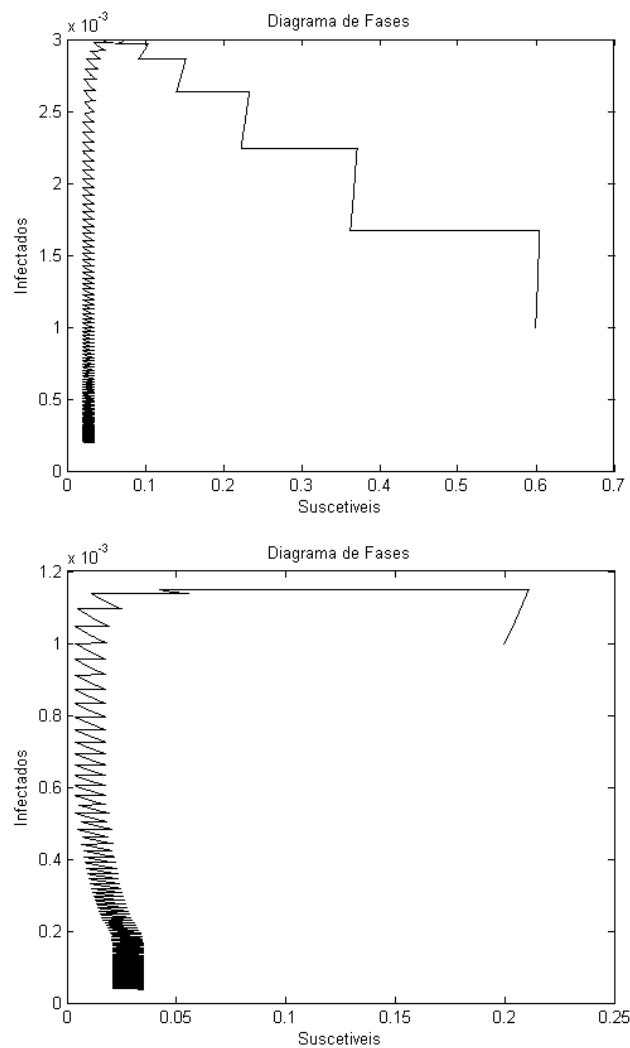 Diagrama de Fases
x 10⁻³
3
2.5
2
1.5
1
0.5
0
0 0.1 0.2 0.3 0.4 0.5 0.6 0.7
Infectados
Suscetiveis
Diagrama de Fases
x 10⁻³
1.2
1
0.8
0.6
0.4
0.2
0
0 0.05 0.1 0.15 0.2 0.25
Infectados
Suscetiveis